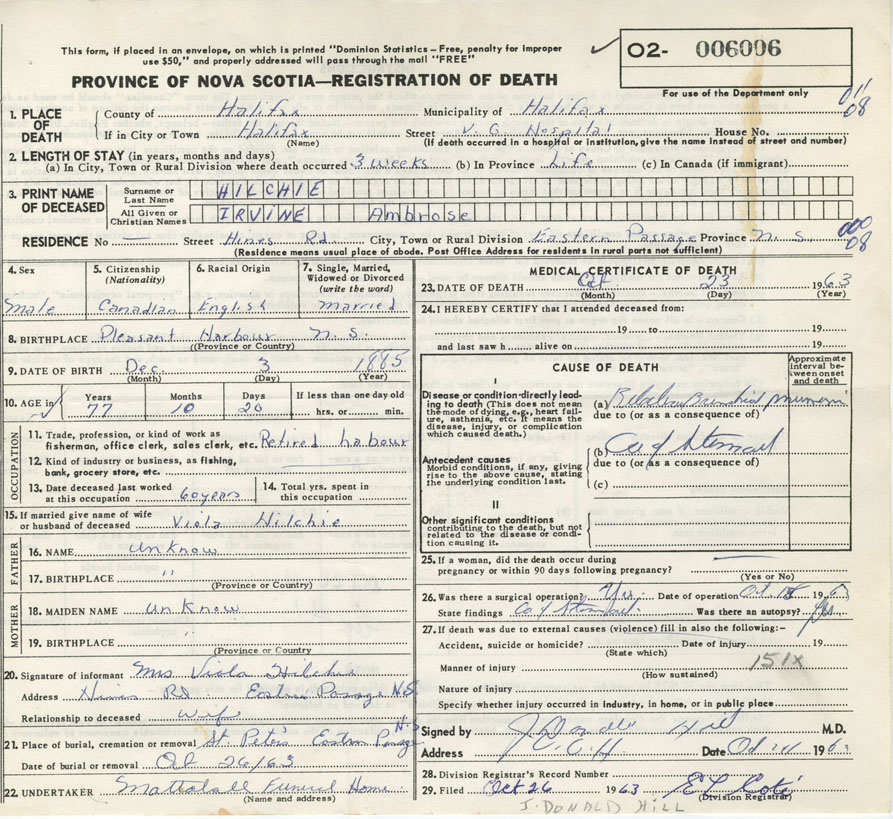 This form, if placed in an envelope, on which is printed "Dominion Statistics – Free, penalty for improper
use $50," and properly addressed will pass through the mail "FREE"
02- 006006
PROVINCE OF NOVA SCOTIA—REGISTRATION OF DEATH
For use of the Department only
011
08
1. PLACE OF DEATH
County of Halifax Municipality of Halifax
If in City or Town Halifax Street V. G. Hospital House No.
(Name) (If death occurred in a hospital or institution, give the name instead of street and number)
2. LENGTH OF STAY (in years, months and days)
(a) In City, Town or Rural Division where death occurred 3 weeks (b) In Province Life (c) In Canada (if immigrant)
3. PRINT NAME OF DECEASED
Surname or Last Name HILCHIE
All Given or Christian Names IRVINE Ambrose
000
08
RESIDENCE No — Street Hines Rd City, Town or Rural Division Eastern Passage Province N. S.
(Residence means usual place of abode. Post Office Address for residents in rural parts not sufficient)
4. Sex
Male
5. Citizenship (Nationality)
Canadian
6. Racial Origin
English
7. Single, Married, Widowed or Divorced (write the word)
Married
8. BIRTHPLACE Pleasant Harbour N. S.
(Province or Country)
9. DATE OF BIRTH Dec 3 1885
(Month) (Day) (Year)
10. AGE in
Years Months Days If less than one day old
77 10 20 hrs. or min.
OCCUPATION
11. Trade, profession, or kind of work as
fisherman, office clerk, sales clerk, etc. Retired labour
12. Kind of industry or business, as fishing,
bank, grocery store, etc.
13. Date deceased last worked at this occupation 60 years
14. Total yrs. spent in this occupation
15. If married give name of wife
or husband of deceased Viola Hilchie
FATHER
16. NAME unknow
17. BIRTHPLACE "
(Province or Country)
MOTHER
18. MAIDEN NAME unknow
19. BIRTHPLACE "
(Province or Country)
20. Signature of informant Mrs Viola Hilchie
Address Hines Rd Eastern Passage N.S.
Relationship to deceased wife
21. Place of burial, cremation or removal St. Peter's Eastern Passage N.S.
Date of burial or removal Oct 26/63
22. UNDERTAKER Mattatall Funeral Home
(Name and address)
MEDICAL CERTIFICATE OF DEATH
23. DATE OF DEATH Oct 23 1963
(Month) (Day) (Year)
24. I HEREBY CERTIFY that I attended deceased from:
19 to 19
and last saw h alive on 19
CAUSE OF DEATH
Approximate interval between onset and death
I
Disease or condition directly leading to death (This does not mean the mode of dying, e.g., heart failure, asthenia, etc. It means the disease, injury, or complication which caused death.)
(a) Bilateral Bronchial pneumonia
due to (or as a consequence of)
Antecedent causes
Morbid conditions, if any, giving rise to the above cause, stating the underlying condition last.
(b) Ca of Stomach
due to (or as a consequence of)
(c)
II
Other significant conditions
contributing to the death, but not related to the disease or condition causing it.
25. If a woman, did the death occur during
pregnancy or within 90 days following pregnancy? —
(Yes or No)
26. Was there a surgical operation? Yes Date of operation Oct 18 1963
State findings Ca of Stomach Was there an autopsy? Yes
27. If death was due to external causes (violence) fill in also the following:–
Accident, suicide or homicide? Date of injury 19
(State which)
151X
Manner of injury
(How sustained)
Nature of injury
Specify whether injury occurred in industry, in home, or in public place
Signed by J Donald Hill M.D.
Address Date Oct 1963
28. Division Registrar's Record Number
29. Filed Oct 26 1963
(Division Registrar)
J. DONALD HILL